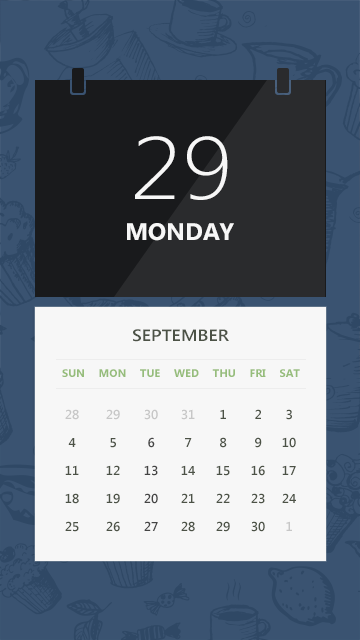 29
MONDAY
SEPTEMBER
SUN MON TUE WED THU FRI SAT
28 29 30 31 1 2 3
4 5 6 7 8 9 10
11 12 13 14 15 16 17
18 19 20 21 22 23 24
25 26 27 28 29 30 1